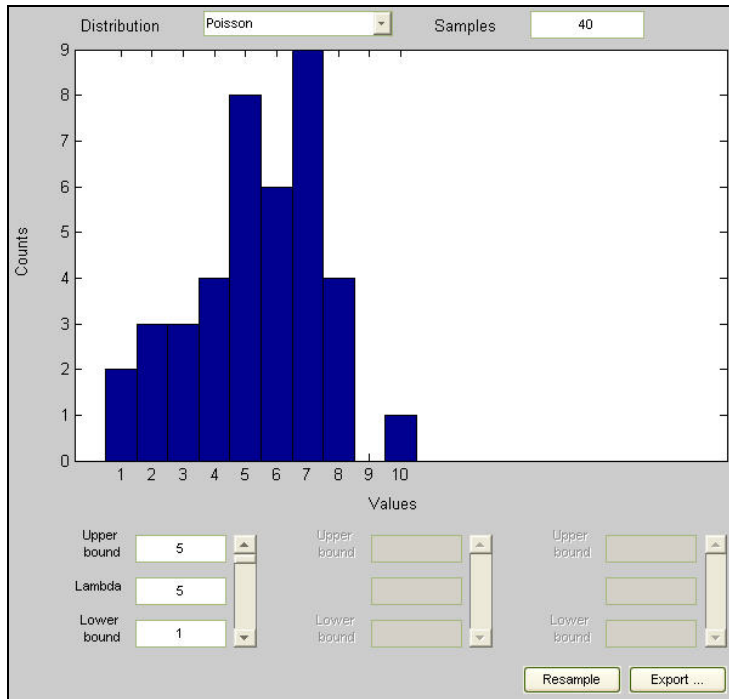 Distribution Poisson Samples 40
9
8
7
6
5
4
3
2
1
0
Counts
1 2 3 4 5 6 7 8 9 10
Values
Upper bound 5
Lambda 5
Lower bound 1
Upper bound
Lower bound
Upper bound
Lower bound
Resample Export ...